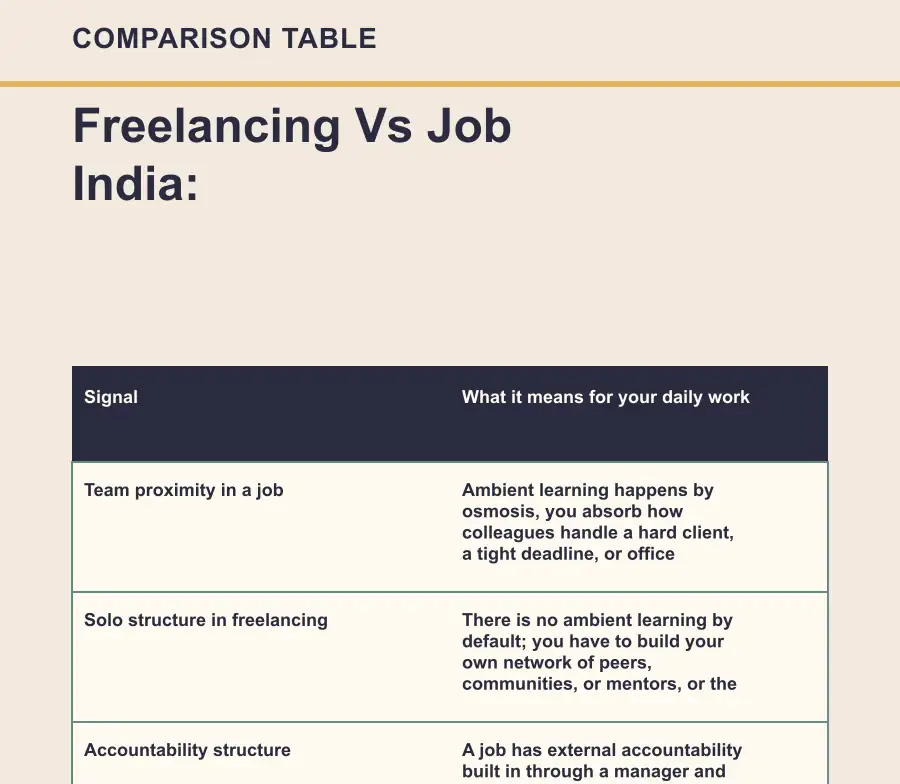 COMPARISON TABLE
Freelancing Vs Job
India:
Signal
What it means for your daily work
Team proximity in a job
Ambient learning happens by
osmosis, you absorb how
colleagues handle a hard client,
a tight deadline, or office
Solo structure in freelancing
There is no ambient learning by
default; you have to build your
own network of peers,
communities, or mentors, or the
Accountability structure
A job has external accountability
built in through a manager and